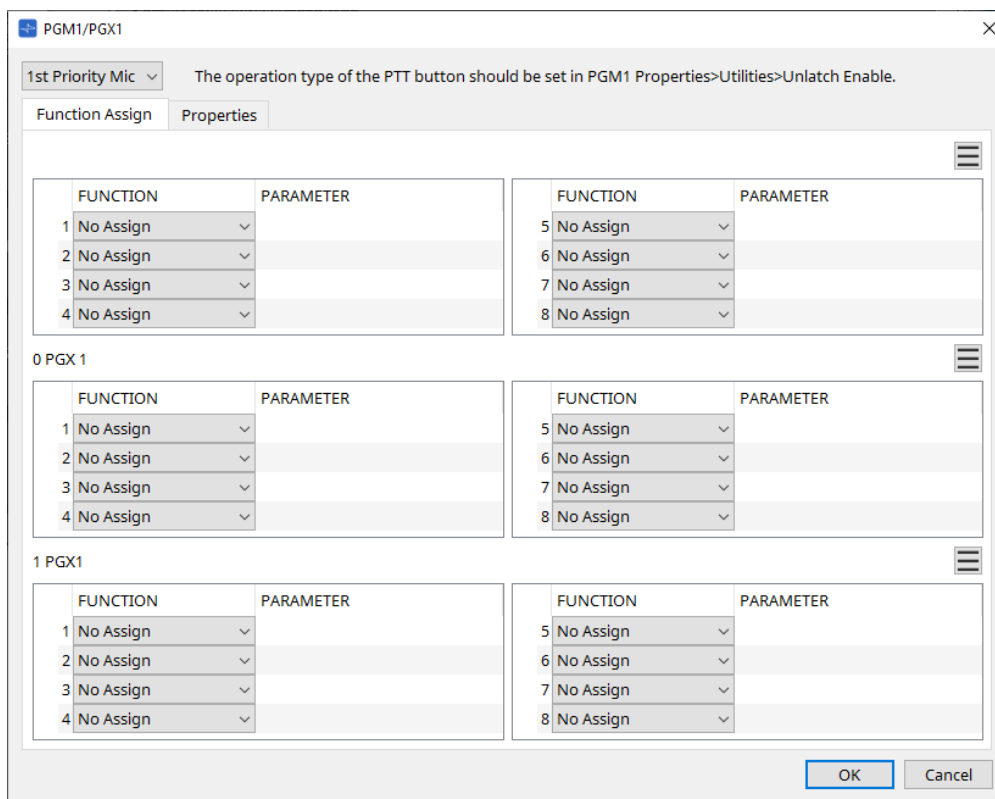 PGM1/PGX1
1st Priority Mic The operation type of the PTT button should be set in PGM1 Properties>Utilities>Unlatch Enable.
Function Assign Properties
FUNCTION PARAMETER FUNCTION PARAMETER
1 No Assign 5 No Assign
2 No Assign 6 No Assign
3 No Assign 7 No Assign
4 No Assign 8 No Assign
0 PGX 1
FUNCTION PARAMETER FUNCTION PARAMETER
1 No Assign 5 No Assign
2 No Assign 6 No Assign
3 No Assign 7 No Assign
4 No Assign 8 No Assign
1 PGX1
FUNCTION PARAMETER FUNCTION PARAMETER
1 No Assign 5 No Assign
2 No Assign 6 No Assign
3 No Assign 7 No Assign
4 No Assign 8 No Assign
OK Cancel